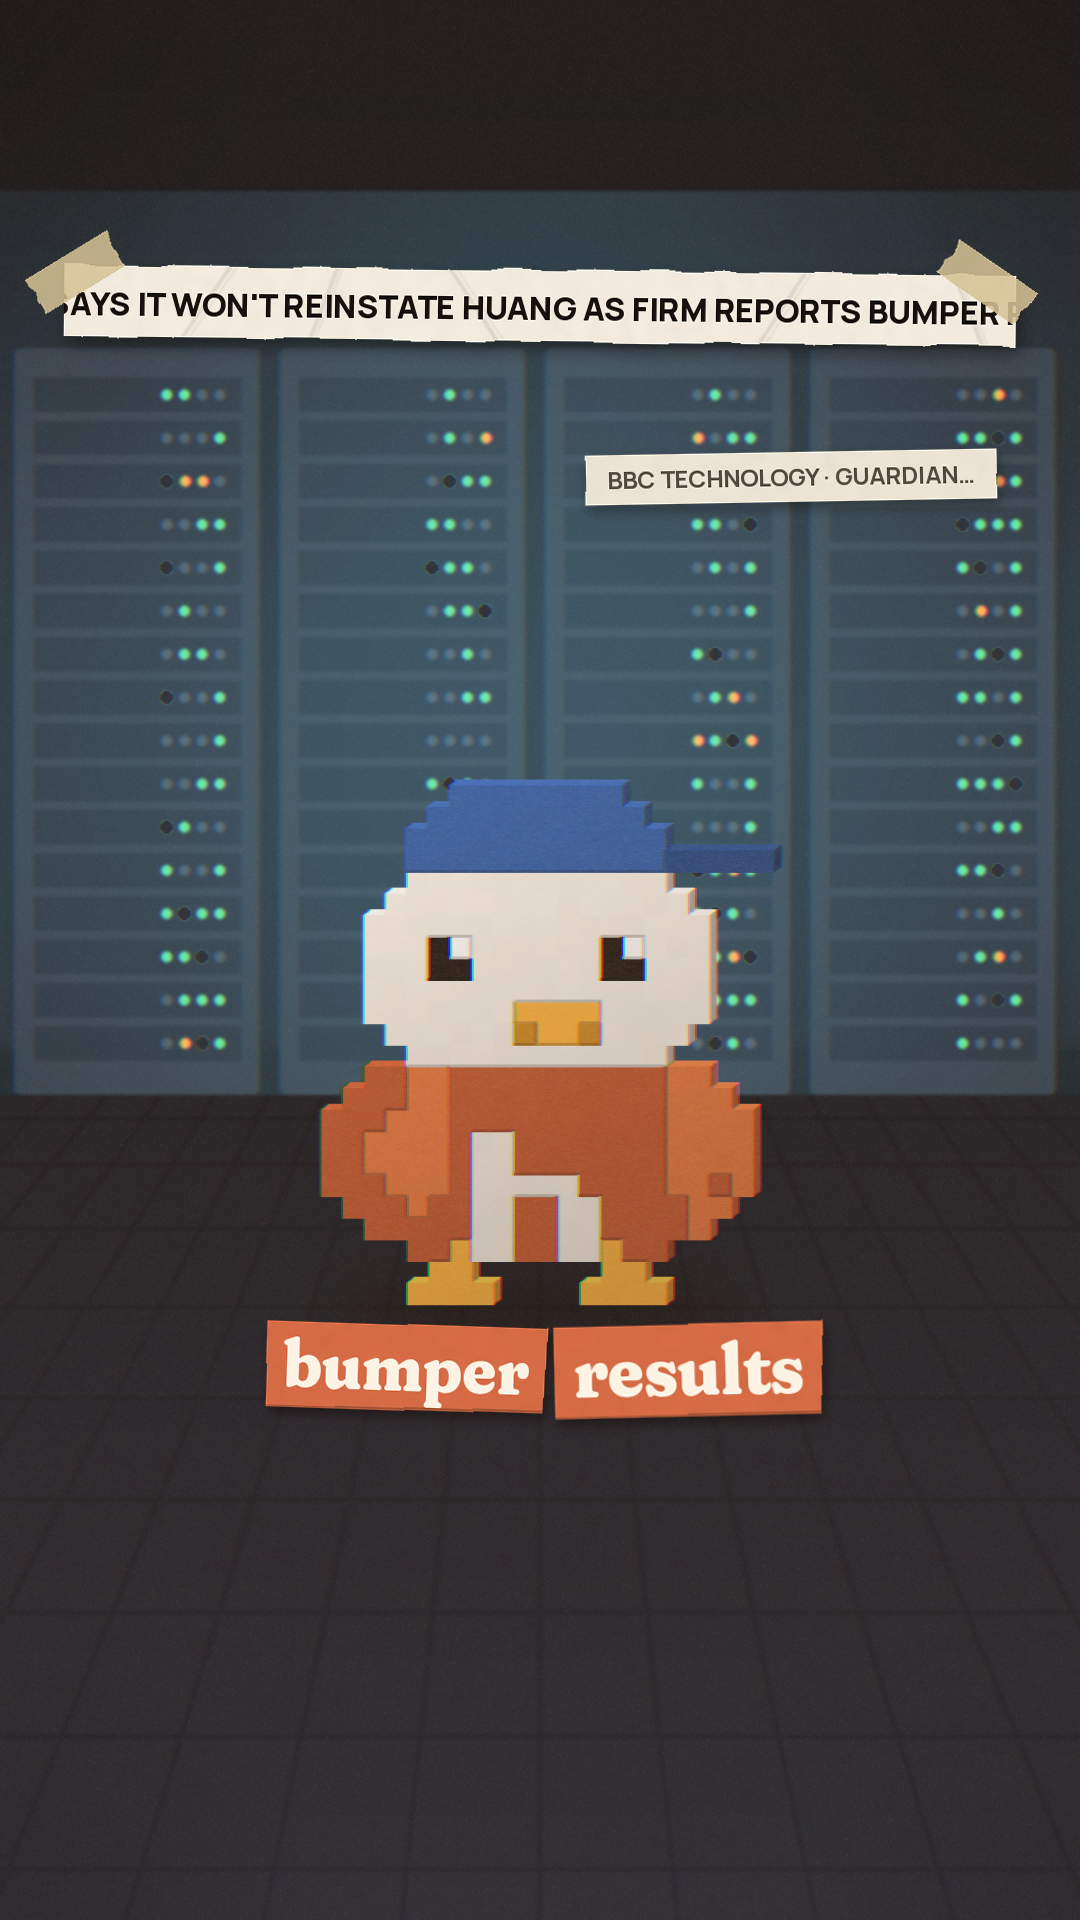 AYS IT WON'T REINSTATE HUANG AS FIRM REPORTS BUMPER
BBC TECHNOLOGY · GUARDIAN...
h
bumper results